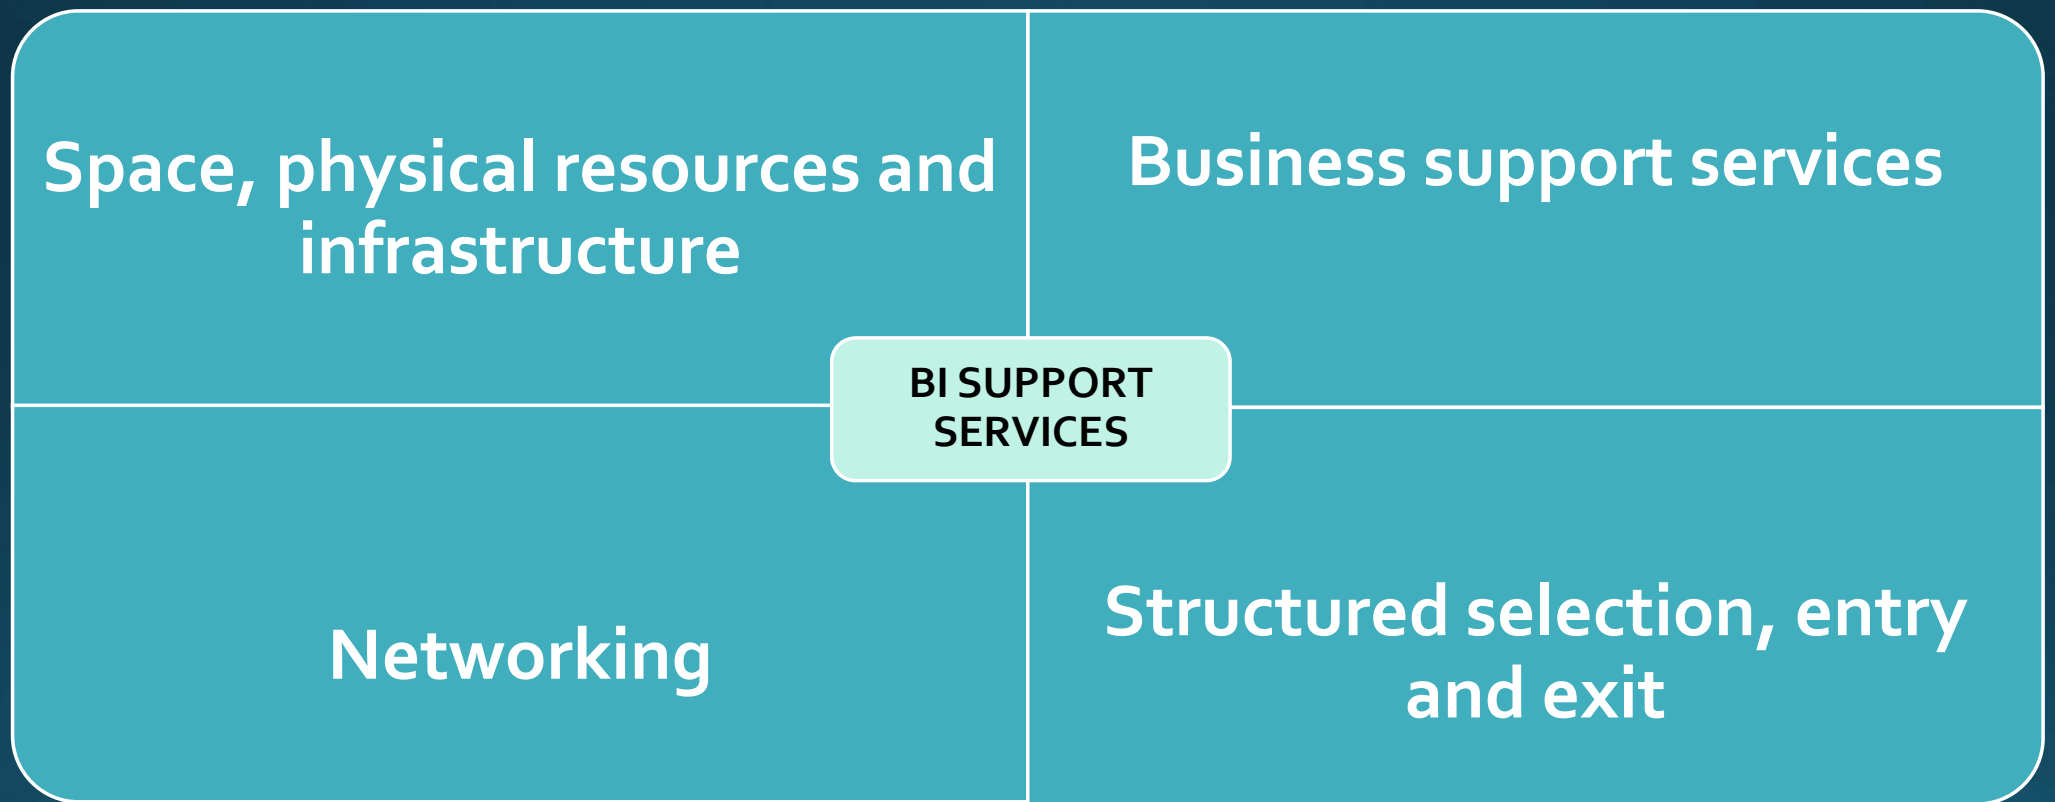 Space, physical resources and
infrastructure
Business support services
BI SUPPORT
SERVICES
Networking
Structured selection, entry
and exit